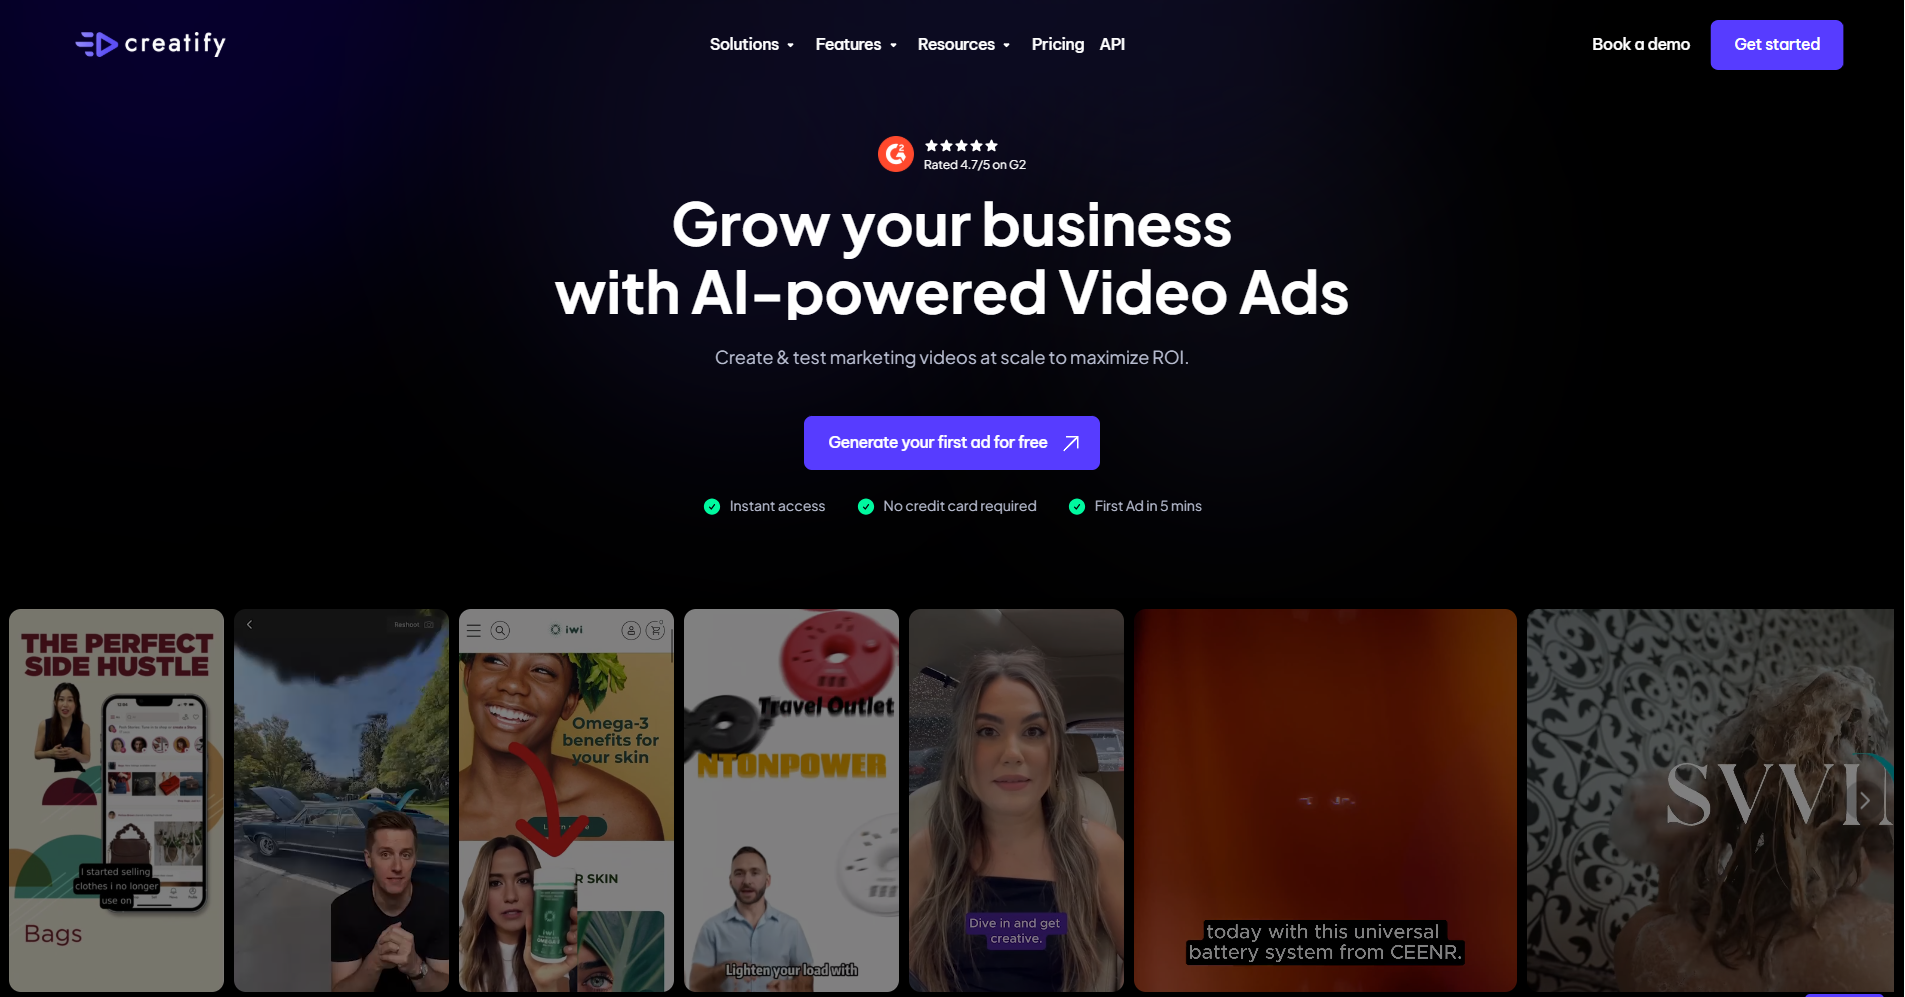 creatify
Solutions
Features
Resources
Pricing
API
Book a demo
Get started
Rated 4.7/5 on G2
Grow your business
with AI-powered Video Ads
Create & test marketing videos at scale to maximize ROI.
Generate your first ad for free
Instant access
No credit card required
First Ad in 5 mins
THE PERFECT
SIDE HUSTLE
I started selling
clothes i no longer
use on
Bags
Reshoot
iwi
Omega-3
benefits for
your skin
R SKIN
iwi
Travel Outlet
NTONPOWER
Lighten your load with
Dive in and get
creative.
today with this universal
battery system from CEENR.
SVVI